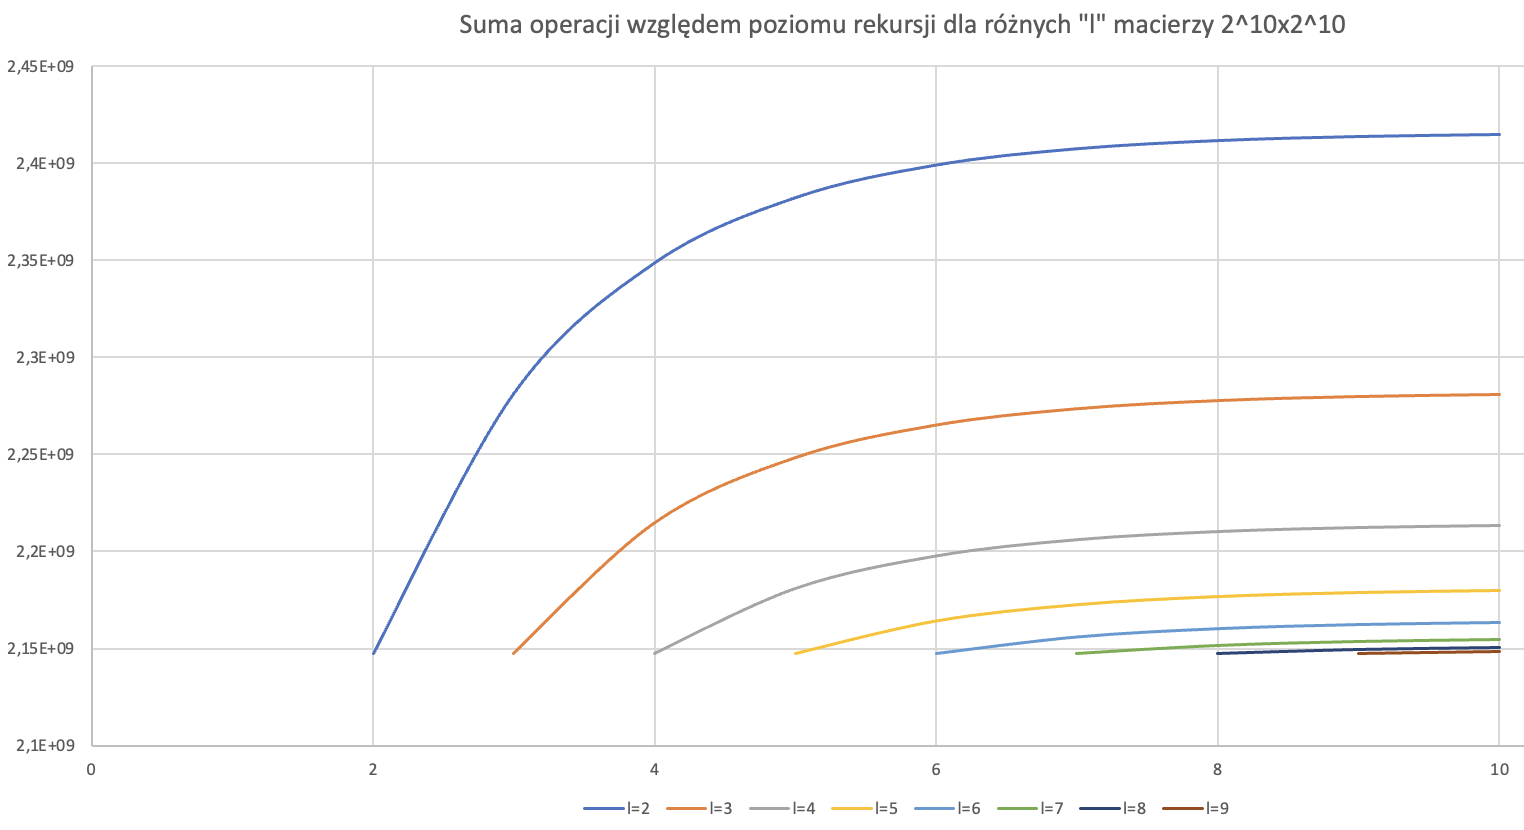 Suma operacji względem poziomu rekursji dla różnych "l" macierzy 2^10x2^10
2,45E+09
2,4E+09
2,35E+09
2,3E+09
2,25E+09
2,2E+09
2,15E+09
2,1E+09
0 2 4 6 8 10
l=2 l=3 l=4 l=5 l=6 l=7 l=8 l=9